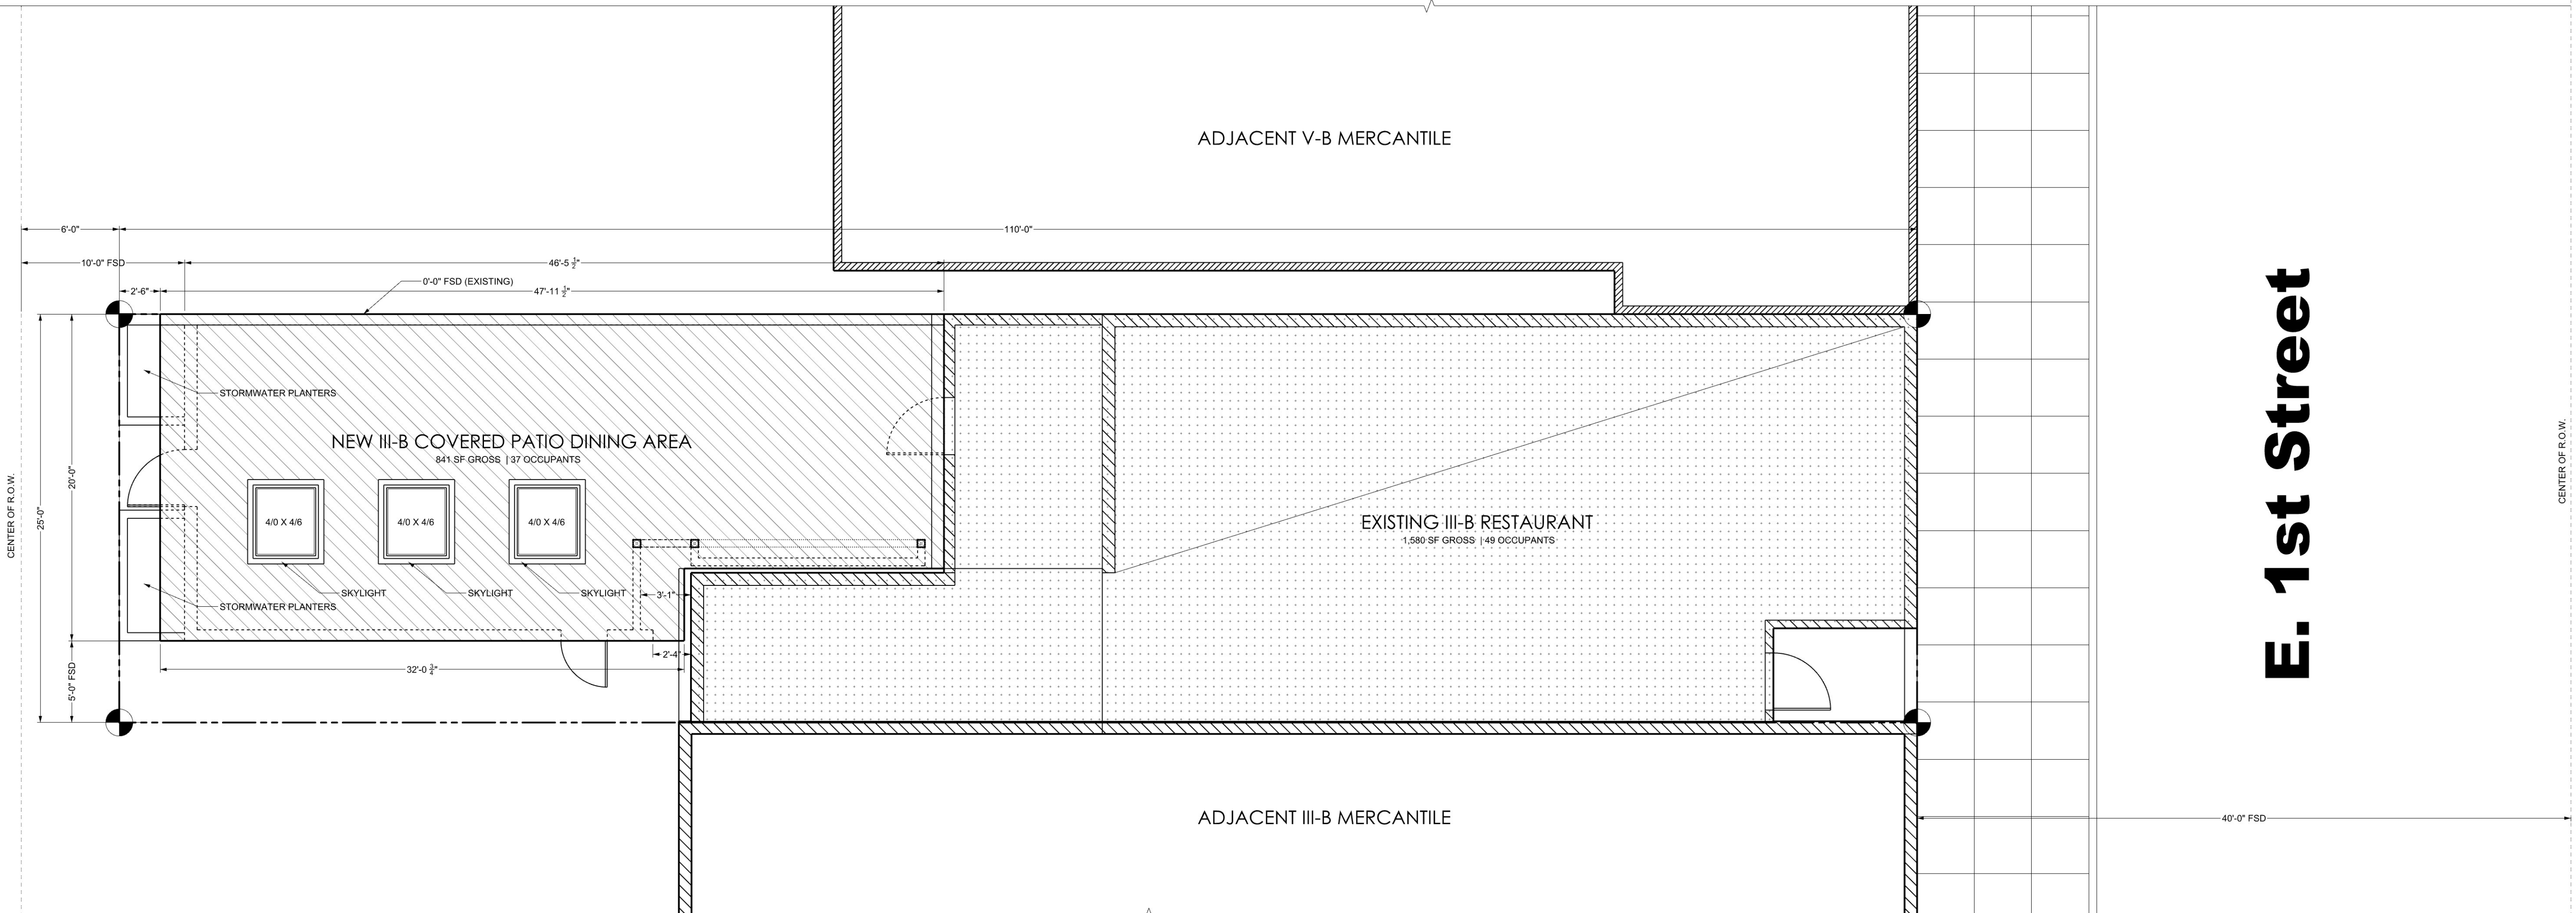 ADJACENT V-B MERCANTILE
6'-0"
110'-0"
10'-0" FSD
46'-5 1/2"
0'-0" FSD (EXISTING)
2'-6"
47'-11 1/2"
STORMWATER PLANTERS
NEW III-B COVERED PATIO DINING AREA
841 SF GROSS | 37 OCCUPANTS
20'-0"
25'-0"
CENTER OF R.O.W.
4/0 X 4/6
4/0 X 4/6
4/0 X 4/6
EXISTING III-B RESTAURANT
1,580 SF GROSS | 49 OCCUPANTS
E. 1st Street
CENTER OF R.O.W.
SKYLIGHT
SKYLIGHT
SKYLIGHT
3'-1"
STORMWATER PLANTERS
2'-4"
32'-0 3/4"
5'-0" FSD
ADJACENT III-B MERCANTILE
40'-0" FSD